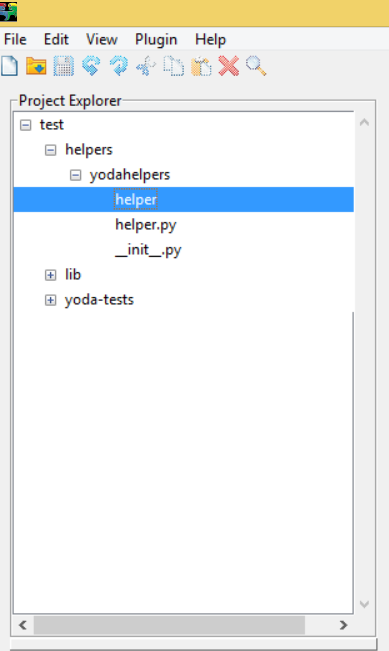 File Edit View Plugin Help
Project Explorer
test
helpers
yodahelpers
helper
helper.py
__init__.py
lib
yoda-tests